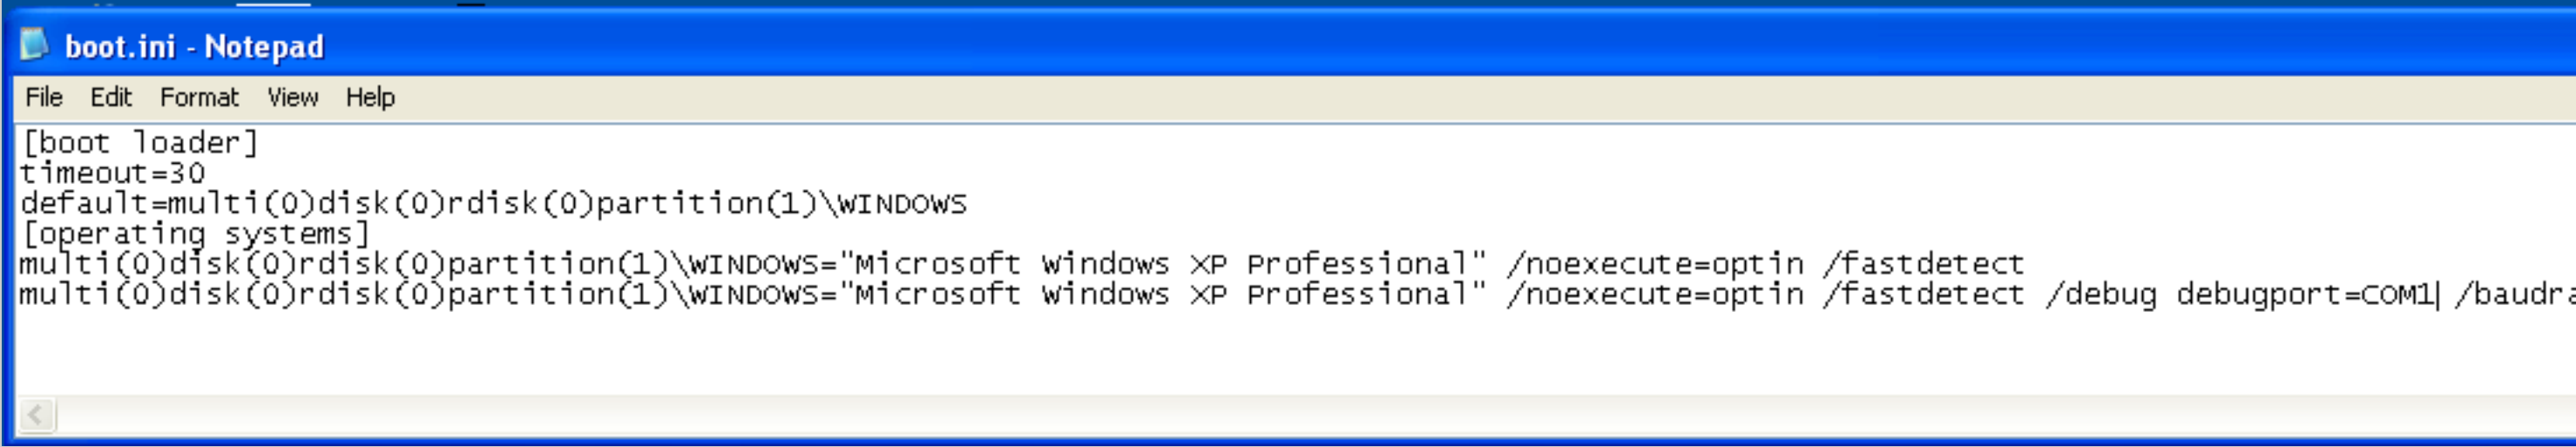 boot.ini - Notepad
File Edit Format View Help
[boot loader]
timeout=30
default=multi(0)disk(0)rdisk(0)partition(1)\WINDOWS
[operating systems]
multi(0)disk(0)rdisk(0)partition(1)\WINDOWS="Microsoft Windows XP Professional" /noexecute=optin /fastdetect
multi(0)disk(0)rdisk(0)partition(1)\WINDOWS="Microsoft Windows XP Professional" /noexecute=optin /fastdetect /debug debugport=COM1 /baudra